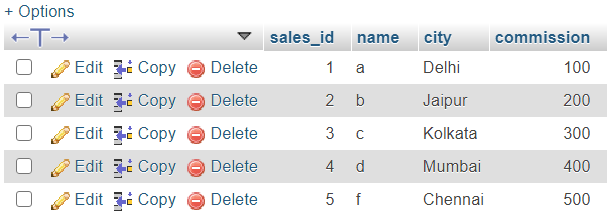 + Options
sales_id name city commission
Edit Copy Delete 1 a Delhi 100
Edit Copy Delete 2 b Jaipur 200
Edit Copy Delete 3 c Kolkata 300
Edit Copy Delete 4 d Mumbai 400
Edit Copy Delete 5 f Chennai 500